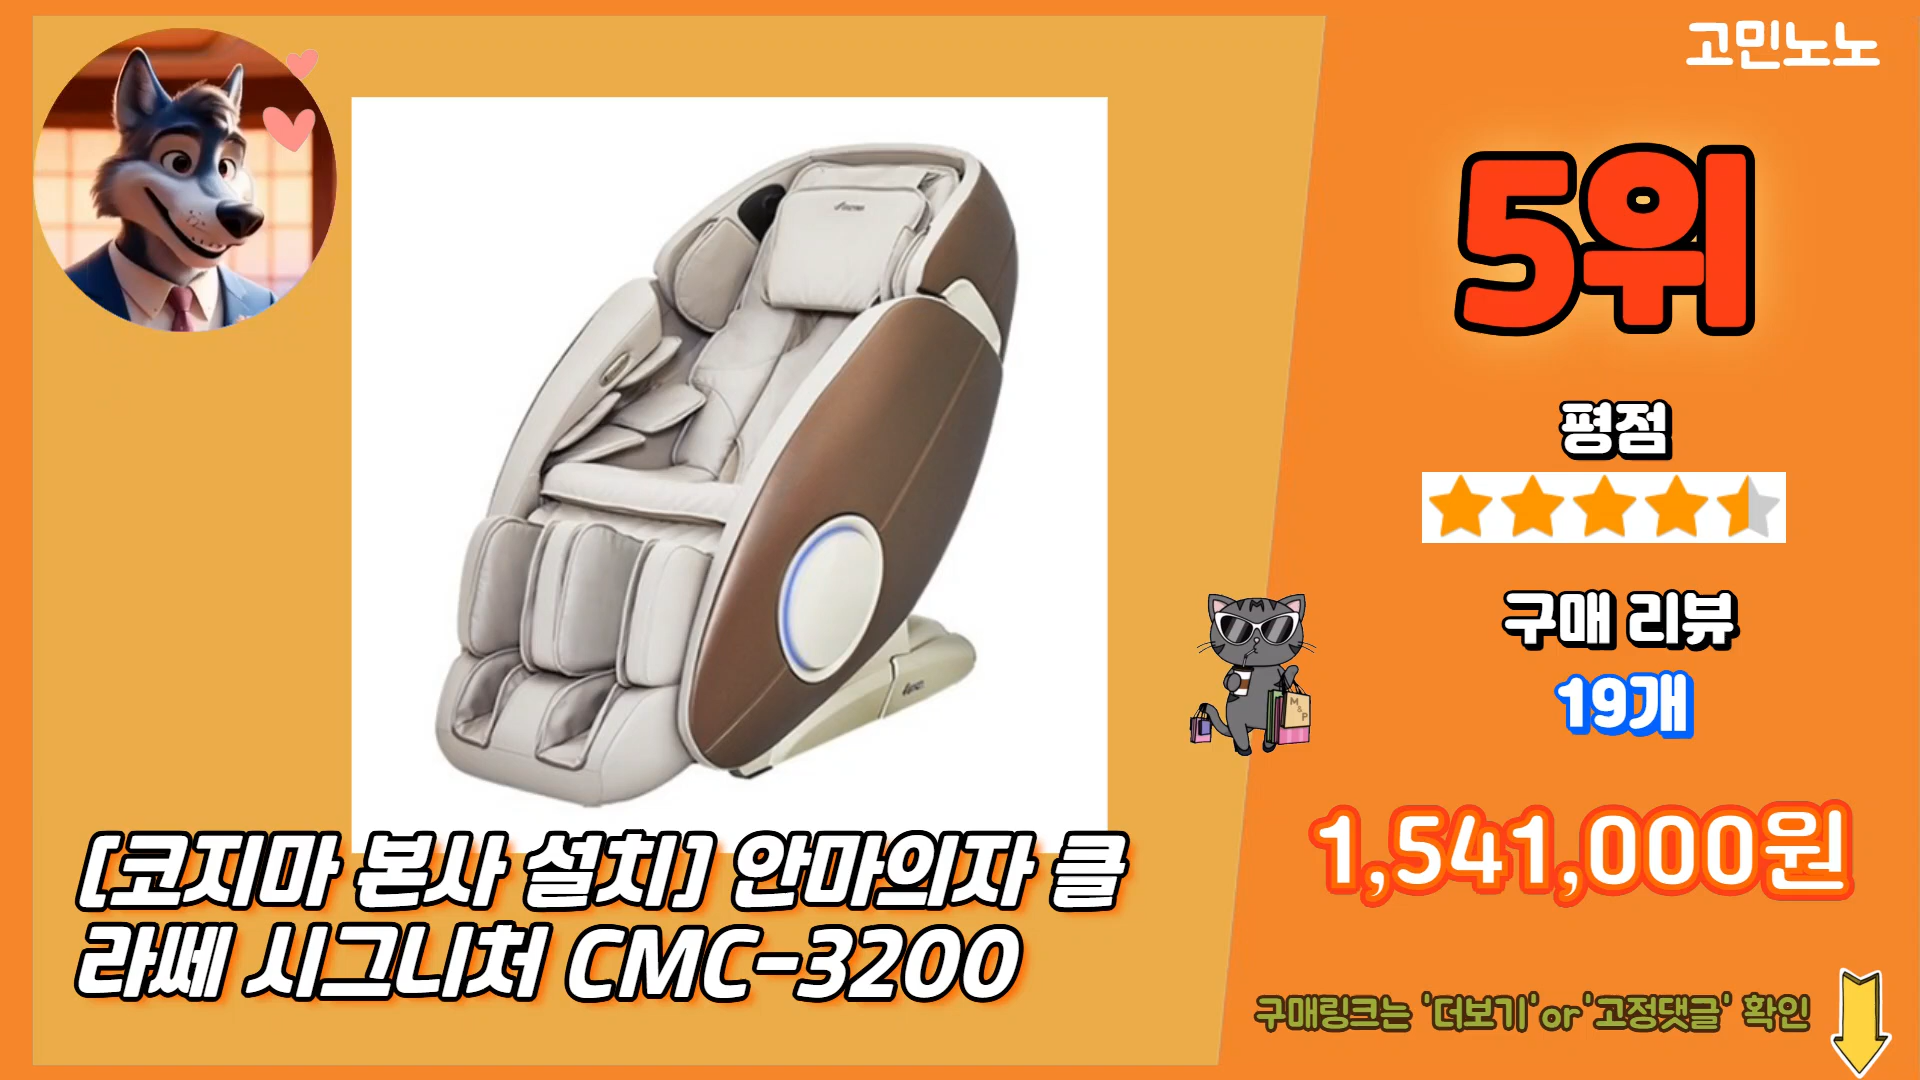 고민노노
5위
평점
구매 리뷰
19개
M
&
P
1,541,000원
[코지마 본사 설치] 안마의자 클
라쎄 시그니처 CMC-3200
구매링크는 '더보기'or'고정댓글' 확인